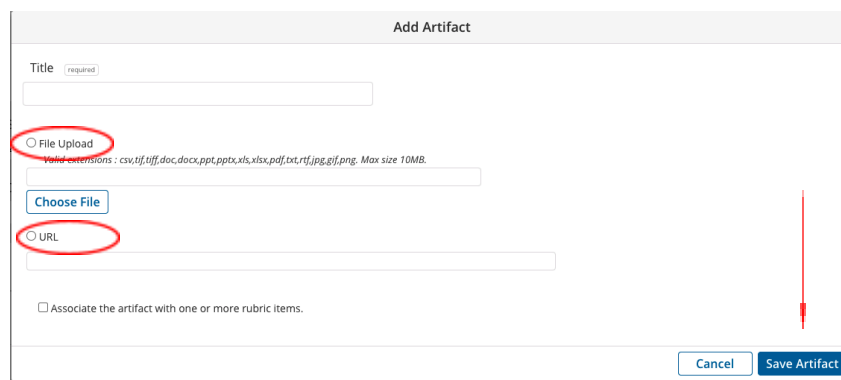 Add Artifact
Title required
File Upload
Valid extensions : csv,tif,tiff,doc,docx,ppt,pptx,xls,xlsx,pdf,txt,rtf,jpg,gif,png. Max size 10MB.
Choose File
URL
Associate the artifact with one or more rubric items.
Cancel Save Artifact